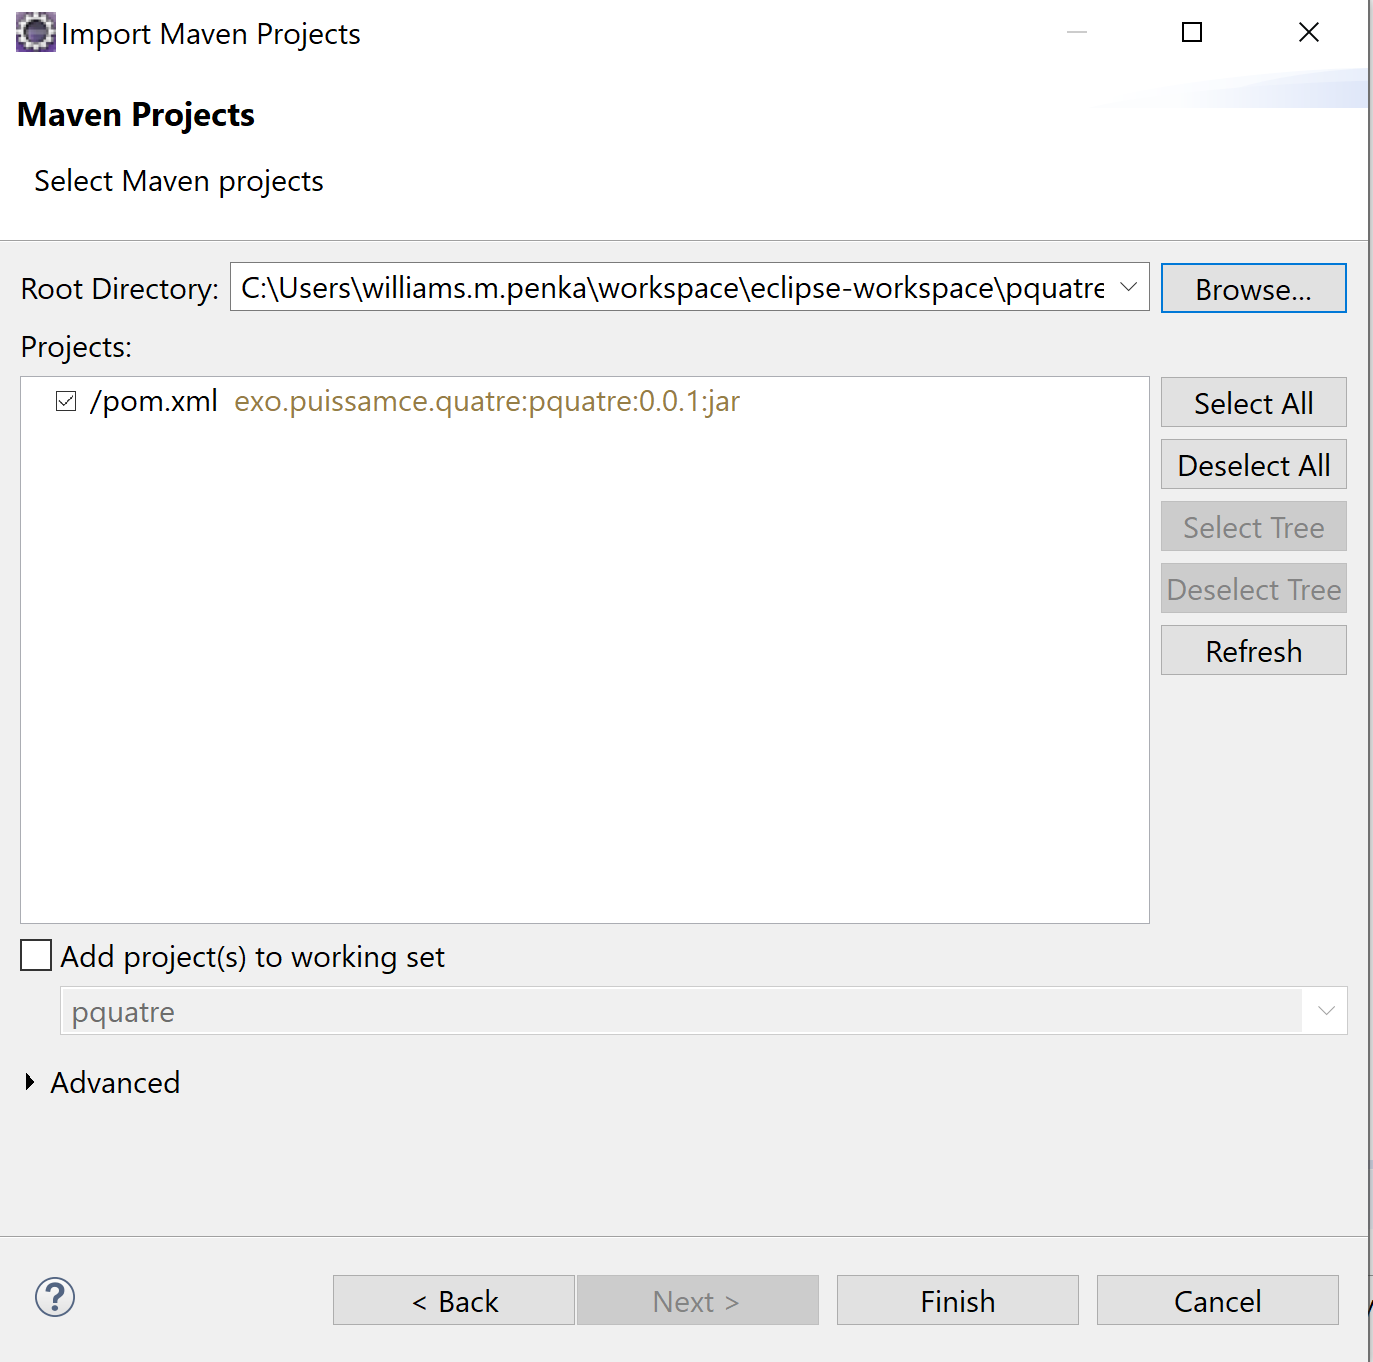 Import Maven Projects
Maven Projects
Select Maven projects
Root Directory: C:\Users\williams.m.penka\workspace\eclipse-workspace\pquatre Browse...
Projects:
/pom.xml exo.puissamce.quatre:pquatre:0.0.1:jar
Select All
Deselect All
Select Tree
Deselect Tree
Refresh
Add project(s) to working set
pquatre
Advanced
? < Back Next > Finish Cancel